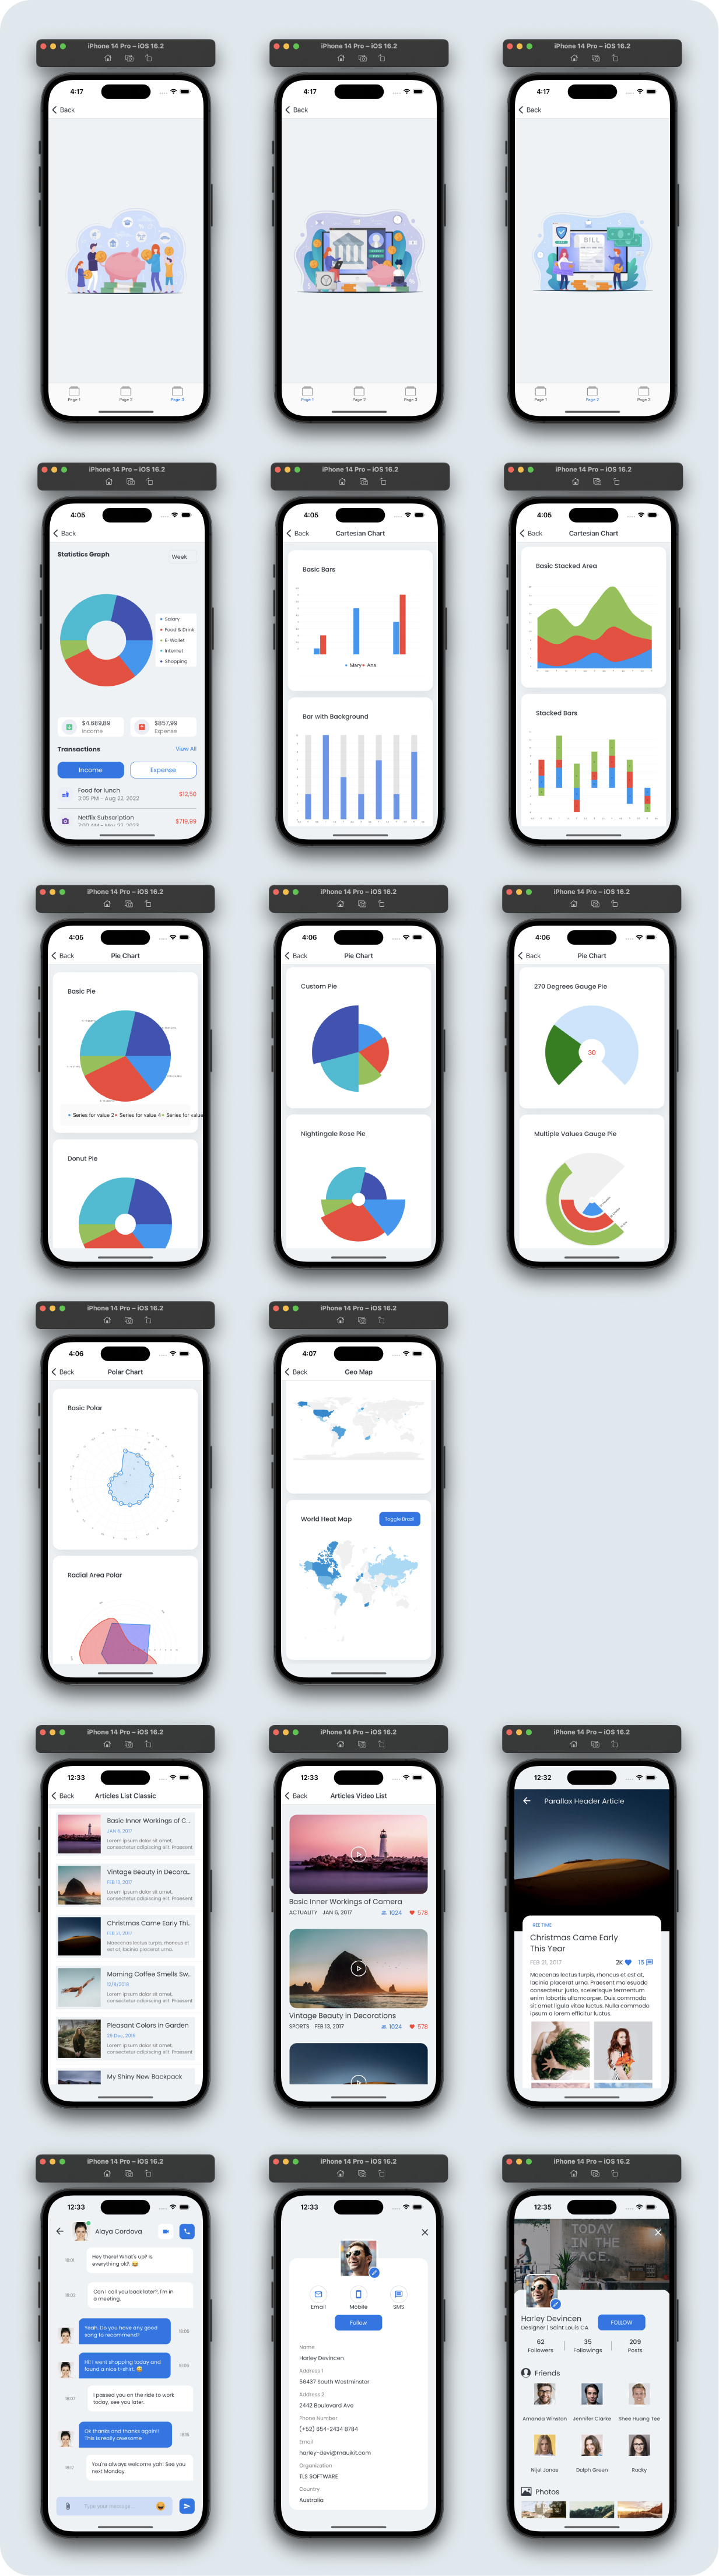 iPhone 14 Pro – iOS 16.2
iPhone 14 Pro – iOS 16.2
iPhone 14 Pro – iOS 16.2
4:17
Back
Page 1
Page 2
Page 3
4:17
Back
Page 1
Page 2
Page 3
4:17
Back
BILL
Page 1
Page 2
Page 3
iPhone 14 Pro – iOS 16.2
iPhone 14 Pro – iOS 16.2
iPhone 14 Pro – iOS 16.2
4:05
Back
Statistics Graph
Week
Salary
Food & Drink
E-Wallet
Internet
Shopping
$4.689,89
Income
$857,99
Expense
Transactions
View All
Income
Expense
Food for lunch
3:05 PM - Aug 22, 2022
$12,50
Netflix Subscription
$719,99
4:05
Back
Cartesian Chart
Basic Bars
Mary
Ana
Bar with Background
4:05
Back
Cartesian Chart
Basic Stacked Area
Stacked Bars
iPhone 14 Pro – iOS 16.2
iPhone 14 Pro – iOS 16.2
iPhone 14 Pro – iOS 16.2
4:05
Back
Pie Chart
Basic Pie
Series for value 2
Series for value 4
Series for value
Donut Pie
4:06
Back
Pie Chart
Custom Pie
Nightingale Rose Pie
4:06
Back
Pie Chart
270 Degrees Gauge Pie
30
Multiple Values Gauge Pie
iPhone 14 Pro – iOS 16.2
iPhone 14 Pro – iOS 16.2
4:06
Back
Polar Chart
Basic Polar
Radial Area Polar
4:07
Back
Geo Map
World Heat Map
Toggle Brazil
iPhone 14 Pro – iOS 16.2
iPhone 14 Pro – iOS 16.2
iPhone 14 Pro – iOS 16.2
12:33
Back
Articles List Classic
Basic Inner Workings of C...
JAN 6, 2017
Lorem ipsum dolor sit amet,
consectetur adipiscing elit. Praesent
Vintage Beauty in Decora...
FEB 13, 2017
Lorem ipsum dolor sit amet,
consectetur adipiscing elit. Praesent
Christmas Came Early Thi...
FEB 21, 2017
Maecenas lectus turpis, rhoncus et
est at, lacinia placerat urna.
Morning Coffee Smells Sw...
Lorem ipsum dolor sit amet,
consectetur adipiscing elit. Praesent
Pleasant Colors in Garden
Lorem ipsum dolor sit amet,
consectetur adipiscing elit. Praesent
My Shiny New Backpack
12:33
Back
Articles Video List
Basic Inner Workings of Camera
ACTUALITY JAN 6, 2017
1024
578
Vintage Beauty in Decorations
SPORTS FEB 13, 2017
1024
578
12:32
Parallax Header Article
FREE TIME
Christmas Came Early
This Year
FEB 21, 2017
2K
15
Maecenas lectus turpis, rhoncus et est at,
lacinia placerat urna. Praesent malesuada
consectetur justo, scelerisque fermentum
enim lobortis ullamcorper. Duis commodo
sit amet ligula vitae luctus. Nulla commodo
ipsum a lorem efficitur luctus.
iPhone 14 Pro – iOS 16.2
iPhone 14 Pro – iOS 16.2
iPhone 14 Pro – iOS 16.2
12:33
Alaya Cordova
Hey there! What's up? Is
everything ok? 😂
Can I call you back later?, I'm in
a meeting.
Yeah. Do you have any good
song to recommend?
Hi! I went shopping today and
found a nice t-shirt. 😀
I passed you on the ride to work
today, see you later.
Ok thanks and thanks again!!
This is really awesome
You're always welcome yah! See you
next Monday.
Type your message...
12:33
Email
Mobile
SMS
Follow
Name
Harley Devincen
Address 1
56437 South Westminster
Address 2
2442 Boulevard Ave
Phone Number
(+52) 654-2434 8784
Email
harley-devi@mauikit.com
Organization
TLS SOFTWARE
Country
Australia
12:35
TODAY
IN THE
Harley Devincen
Designer | Saint Louis CA
FOLLOW
62
Followers
35
Followings
209
Posts
Friends
Amanda Winston
Jennifer Clarke
Shee Huang Tee
Nijel Jonas
Dolph Green
Rocky
Photos